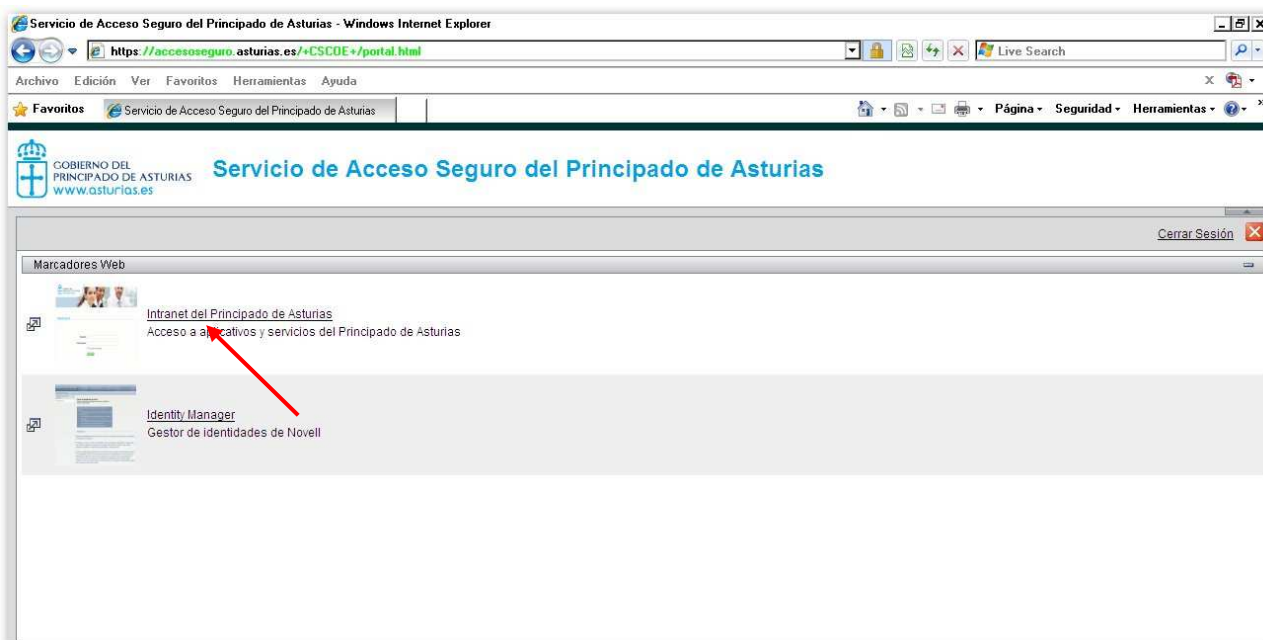 Servicio de Acceso Seguro del Principado de Asturias - Windows Internet Explorer
https://accesoseguro.asturias.es/+CSCOE+/portal.html
Live Search
Archivo Edición Ver Favoritos Herramientas Ayuda
Favoritos Servicio de Acceso Seguro del Principado de Asturias Página Seguridad Herramientas
GOBIERNO DEL
PRINCIPADO DE ASTURIAS
www.asturias.es
Servicio de Acceso Seguro del Principado de Asturias
Cerrar Sesión
Marcadores Web
Intranet del Principado de Asturias
Acceso a aplicativos y servicios del Principado de Asturias
Identity Manager
Gestor de identidades de Novell